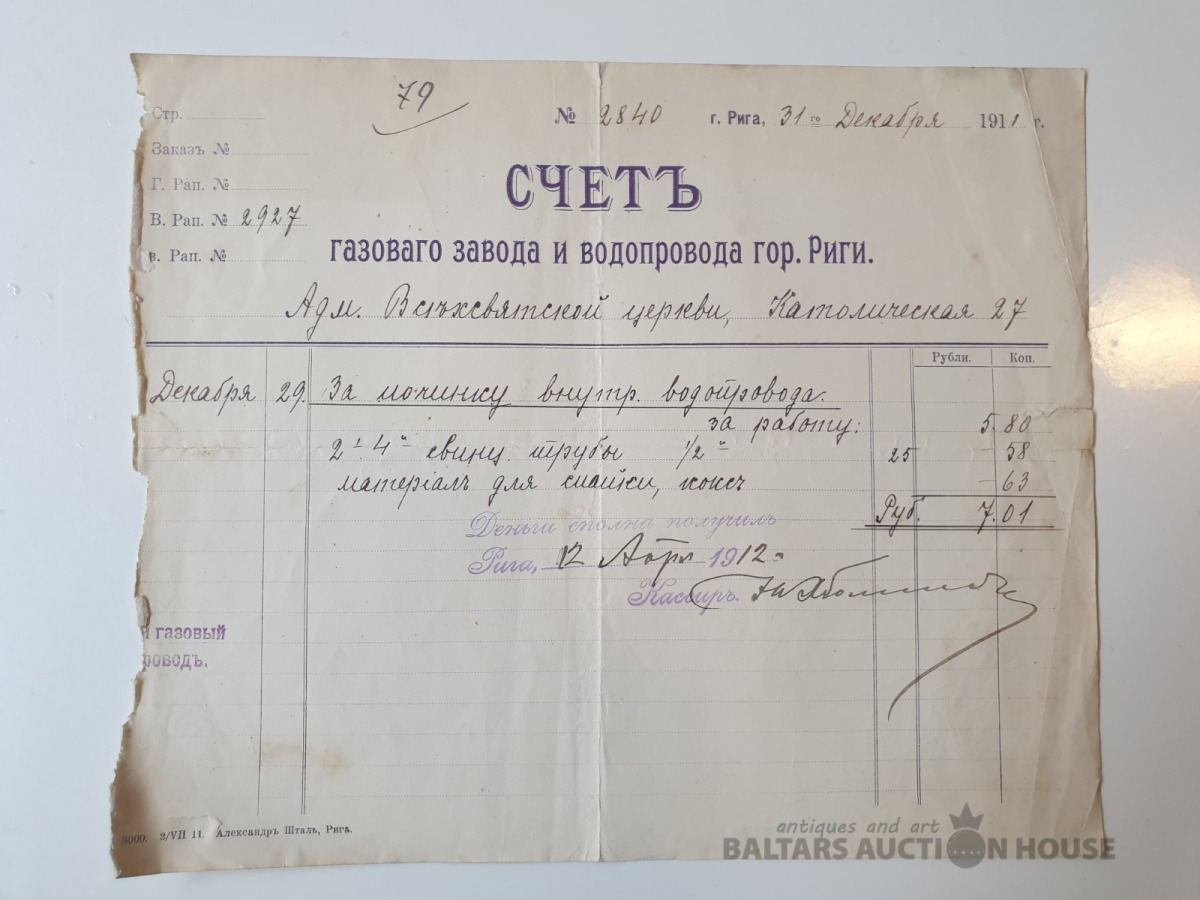 79
Стр.
№ 2840 г. Рига, 31го Декабря 1911 г.
Заказъ №
Г. Рап. №
В. Рап. № 2927
в. Рап. №
СЧЕТЪ
газоваго завода и водопровода гор. Риги.
Адм. Всѣхсвятской церкви, Католическая 27
Рубли. Коп.
Декабря 29. За починку внутр. водопровода.
за работу: 5.80
2'-4" свинц. трубы 1/2" 25 - 58
матеріалъ для спайки, коксъ - 63
Руб. 7.01
Деньги сполна получилъ
Рига, 12 Апрѣ 1912
Кассиръ.
й газовый
роводъ.
3000. 2/VII 11. Александръ Шталь, Рига.
antiques and art
BALTARS AUCTION HOUSE